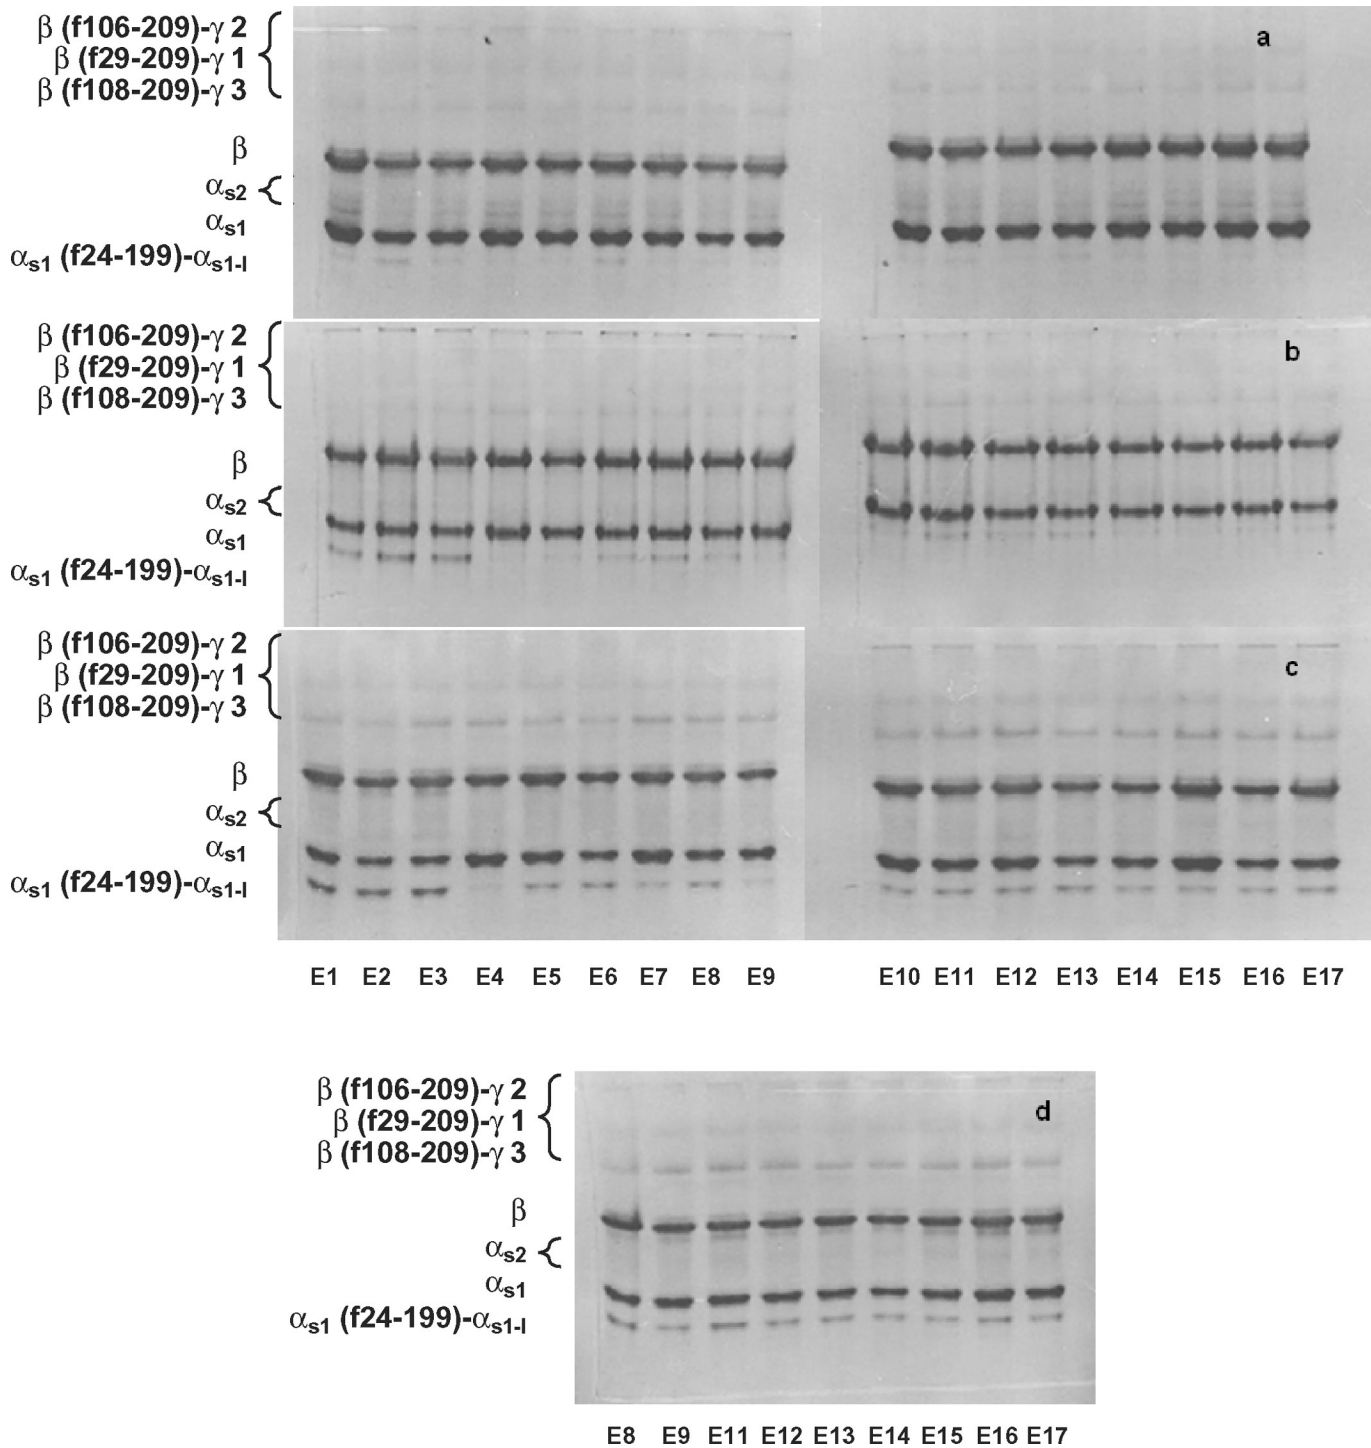 β (f106-209)-γ 2
a
β (f29-209)-γ 1
β (f108-209)-γ 3
β
αs2
αs1
αs1 (f24-199)-αs1-I
β (f106-209)-γ 2
b
β (f29-209)-γ 1
β (f108-209)-γ 3
β
αs2
αs1
αs1 (f24-199)-αs1-I
β (f106-209)-γ 2
c
β (f29-209)-γ 1
β (f108-209)-γ 3
β
αs2
αs1
αs1 (f24-199)-αs1-I
E1 E2 E3 E4 E5 E6 E7 E8 E9 E10 E11 E12 E13 E14 E15 E16 E17
β (f106-209)-γ 2
d
β (f29-209)-γ 1
β (f108-209)-γ 3
β
αs2
αs1
αs1 (f24-199)-αs1-I
E8 E9 E11 E12 E13 E14 E15 E16 E17